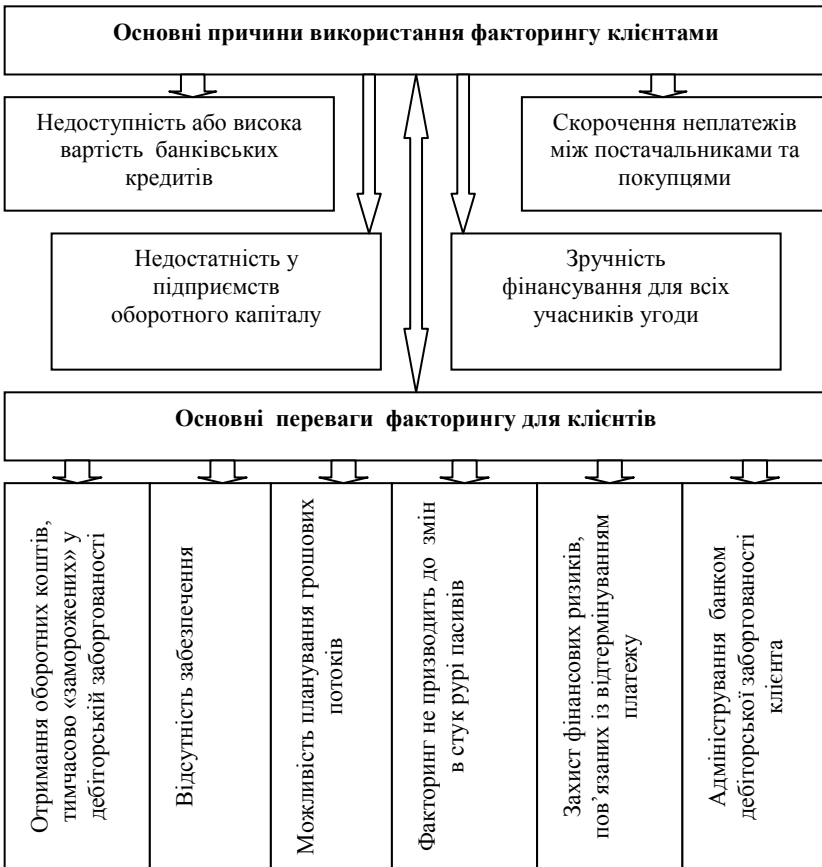 Основні причини використання факторингу клієнтами
Недоступність або висока
вартість банківських
кредитів
Скорочення неплатежів
між постачальниками та
покупцями
Недостатність у
підприємств
оборотного капіталу
Зручність
фінансування для всіх
учасників угоди
Основні переваги факторингу для клієнтів
Отримання оборотних коштів,
тимчасово «заморожених» у
дебіторській заборгованості
Відсутність забезпечення
Можливість планування грошових
потоків
Факторинг не призводить до змін
в стук рурі пасивів
Захист фінансових ризиків,
пов’язаних із відтермінуванням
платежу
Адміністрування банком
дебіторської заборгованості
клієнта